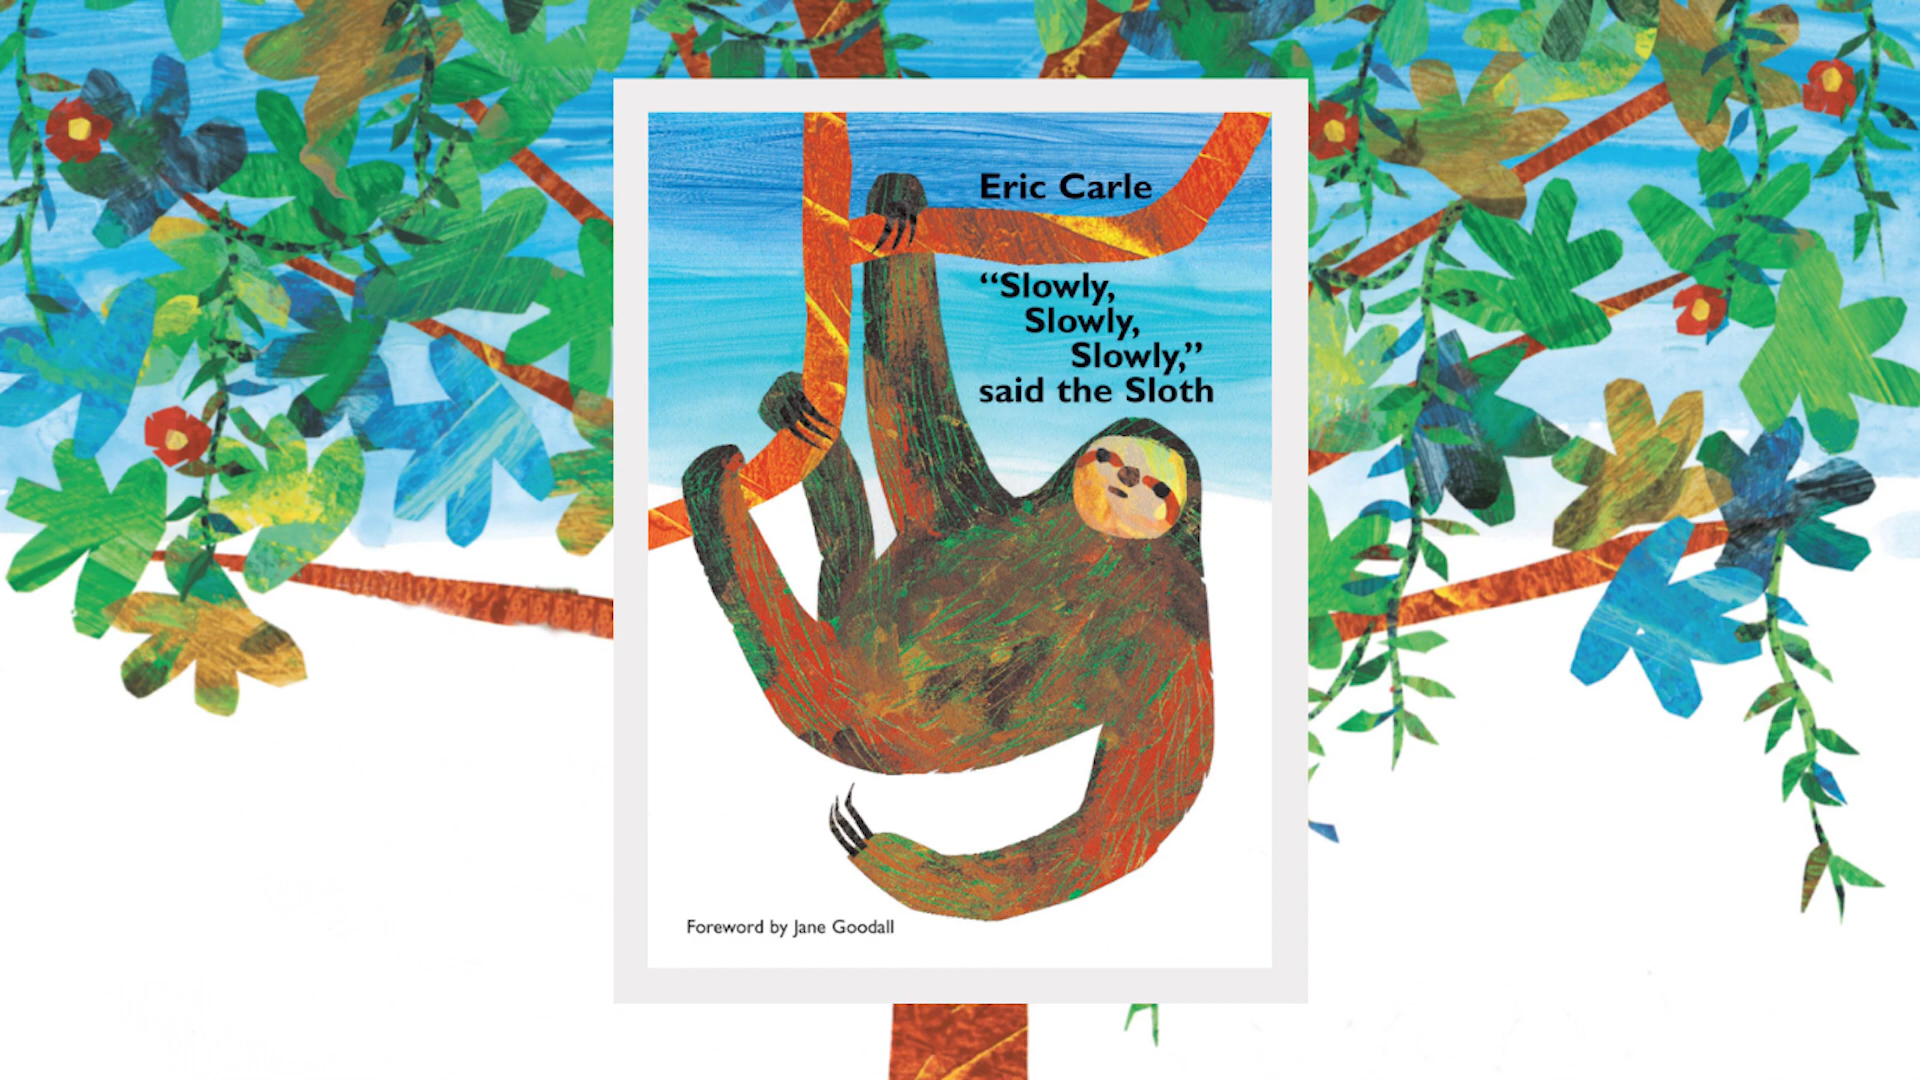 Eric Carle
“Slowly,
Slowly,
Slowly,”
said the Sloth
Foreword by Jane Goodall